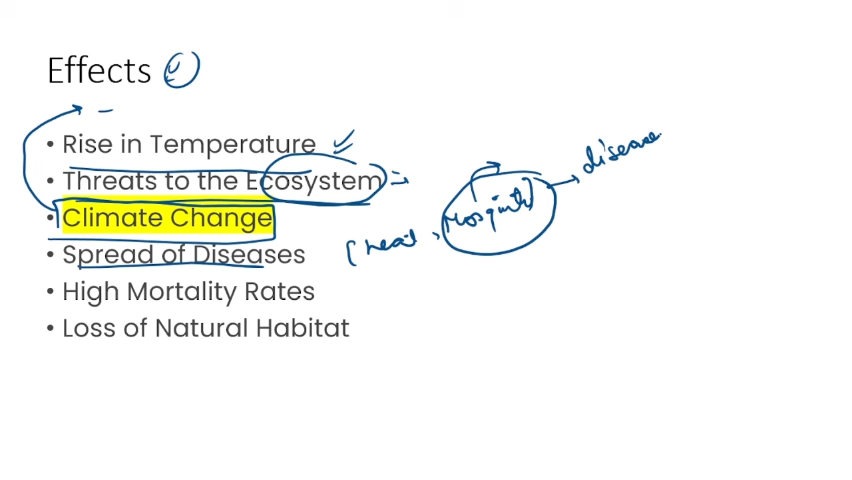 Effects
• Rise in Temperature
• Threats to the Ecosystem
• Climate Change
• Spread of Diseases
• High Mortality Rates
• Loss of Natural Habitat
disease
(heat, Mosquito)